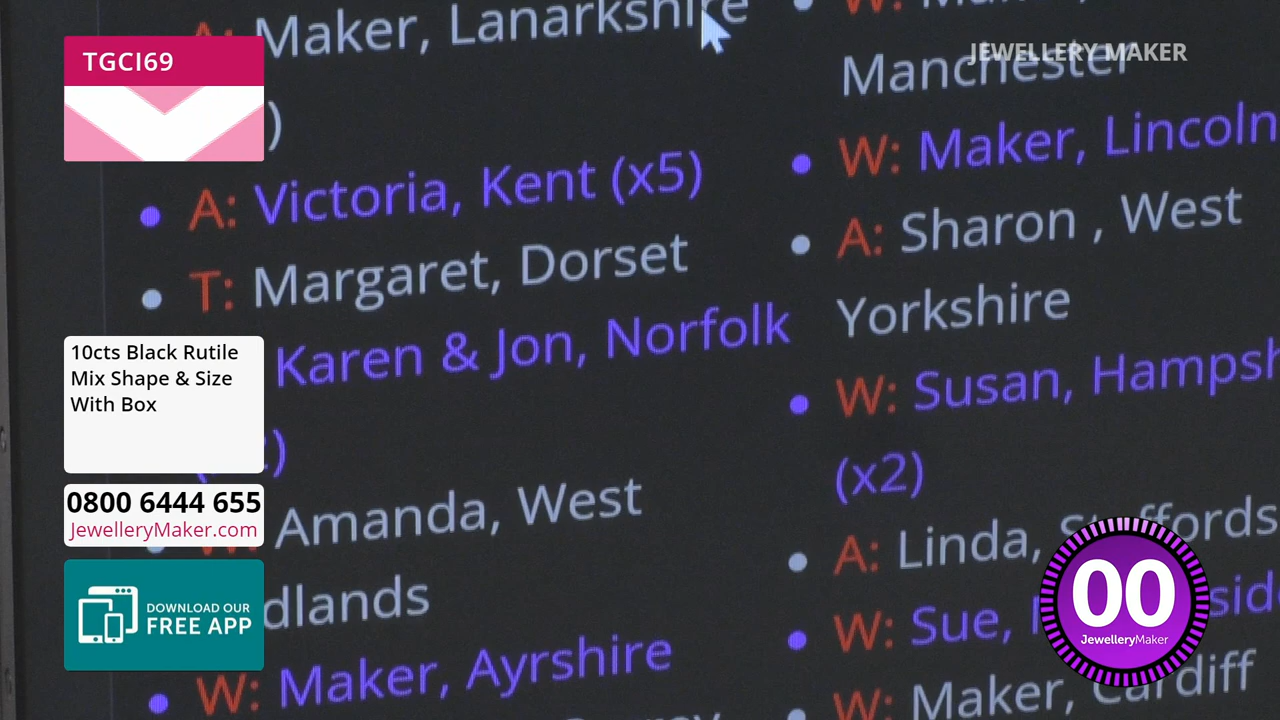 TGCI69
10cts Black Rutile
Mix Shape & Size
With Box
0800 6444 655
JewelleryMaker.com
DOWNLOAD OUR
FREE APP
A: Maker, Lanarkshire
)
A: Victoria, Kent (x5)
T: Margaret, Dorset
Karen & Jon, Norfolk
)
W: Amanda, West
dlands
W: Maker, Ayrshire
JEWELLERY MAKER
W:
Manchester
W: Maker, Lincoln
A: Sharon , West
Yorkshire
W: Susan, Hampsh
(x2)
A: Linda,
W: Sue,
W: Maker, Cardiff
00
JewelleryMaker